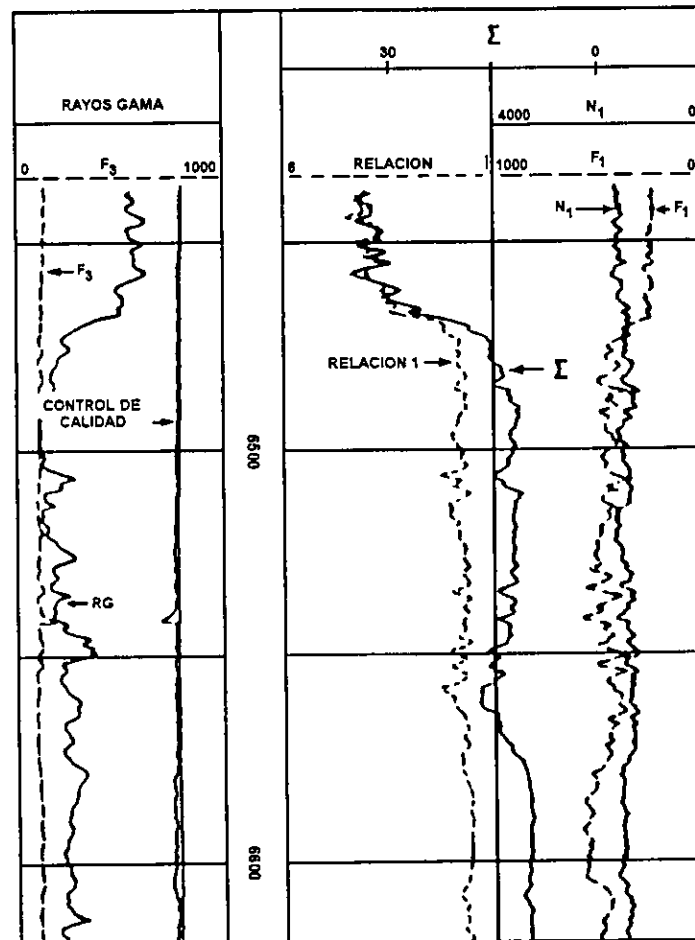 Σ
30 0
RAYOS GAMA
4000 N1 0
0 F3 1000
6 RELACION 1 1000 F1 0
N1 F1
F3
RELACION 1 Σ
CONTROL DE
CALIDAD
6600
RG
6600